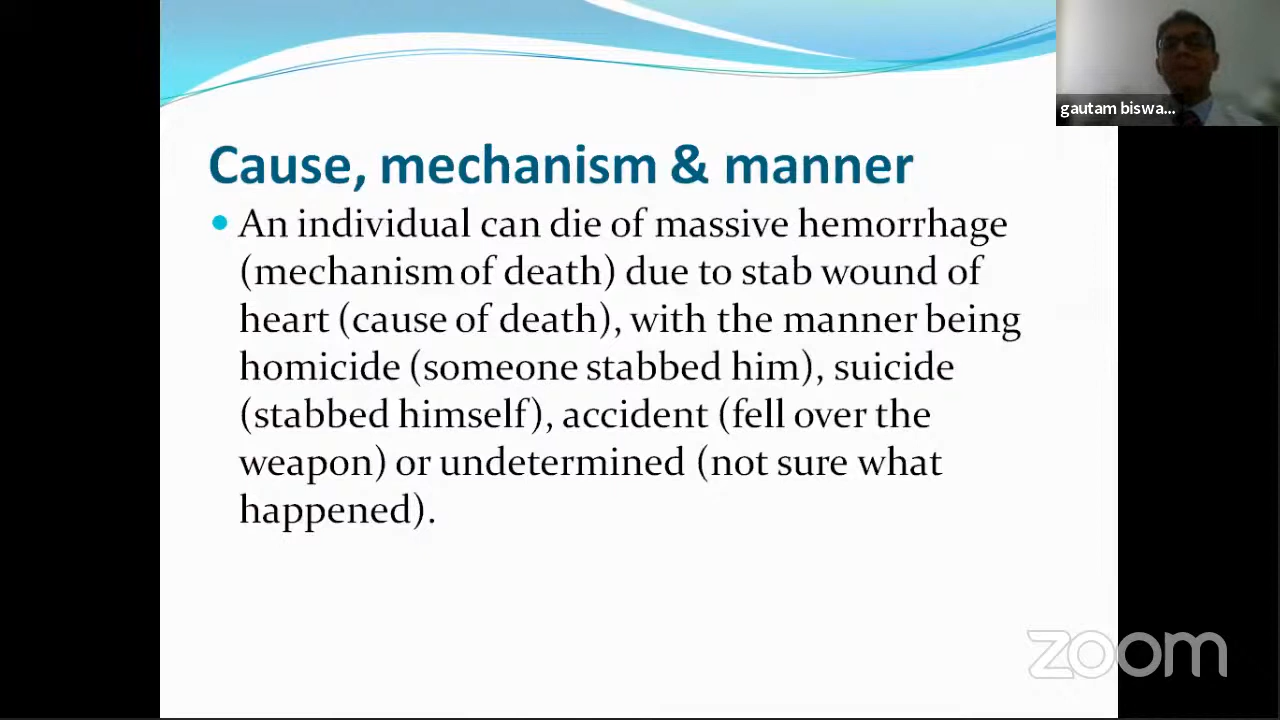 gautam biswa...
Cause, mechanism & manner
An individual can die of massive hemorrhage
(mechanism of death) due to stab wound of
heart (cause of death), with the manner being
homicide (someone stabbed him), suicide
(stabbed himself), accident (fell over the
weapon) or undetermined (not sure what
happened).
zoom